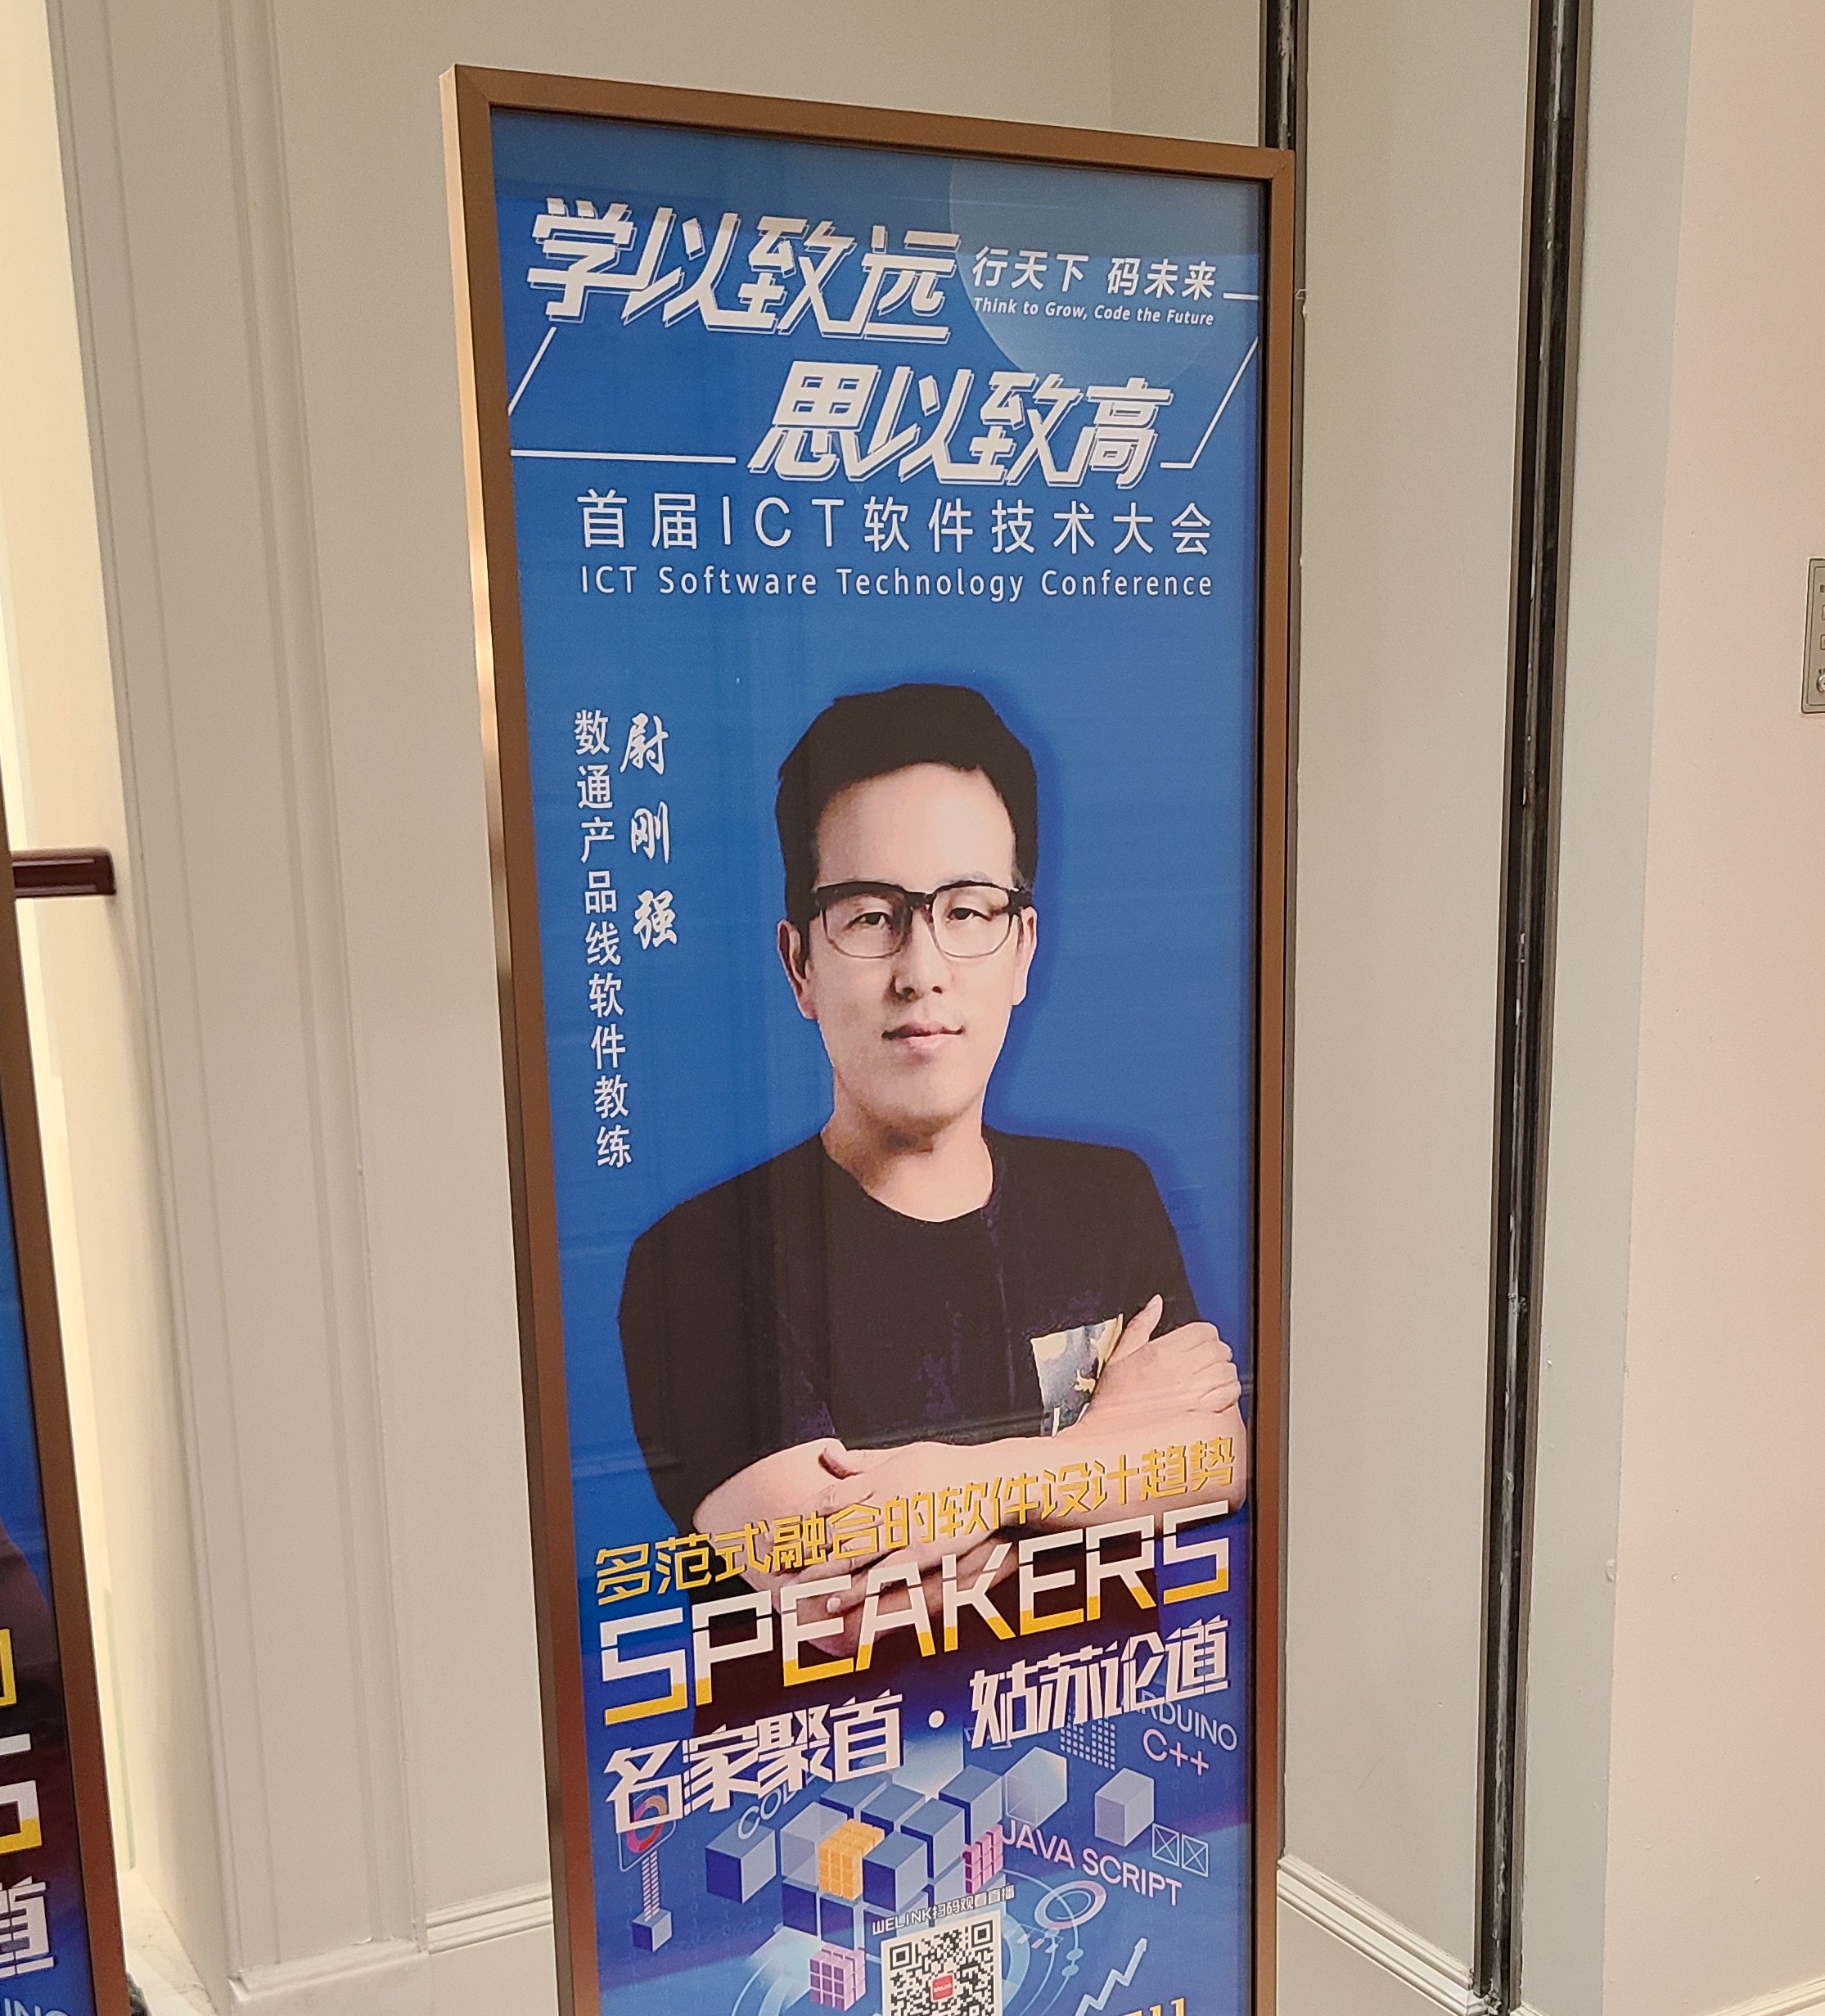 学以致远
行天下 码未来
Think to Grow, Code the Future
思以致高
首届ICT软件技术大会
ICT Software Technology Conference
尉刚强
数通产品线软件教练
多范式融合的软件设计趋势
SPEAKERS
名家聚首·姑苏论道
C++
JAVA SCRIPT
WELINK扫码观看直播